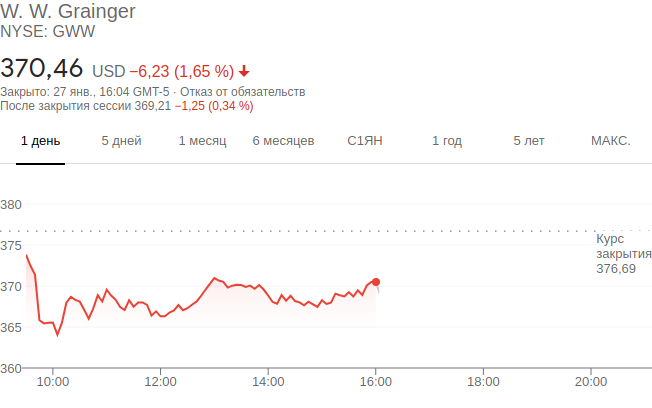 W. W. Grainger
NYSE: GWW
370,46 USD −6,23 (1,65 %)
Закрыто: 27 янв., 16:04 GMT-5 · Отказ от обязательств
После закрытия сессии 369,21 −1,25 (0,34 %)
1 день 5 дней 1 месяц 6 месяцев С1ЯН 1 год 5 лет МАКС.
380
375
Курс
закрытия
376,69
370
365
360
10:00 12:00 14:00 16:00 18:00 20:00